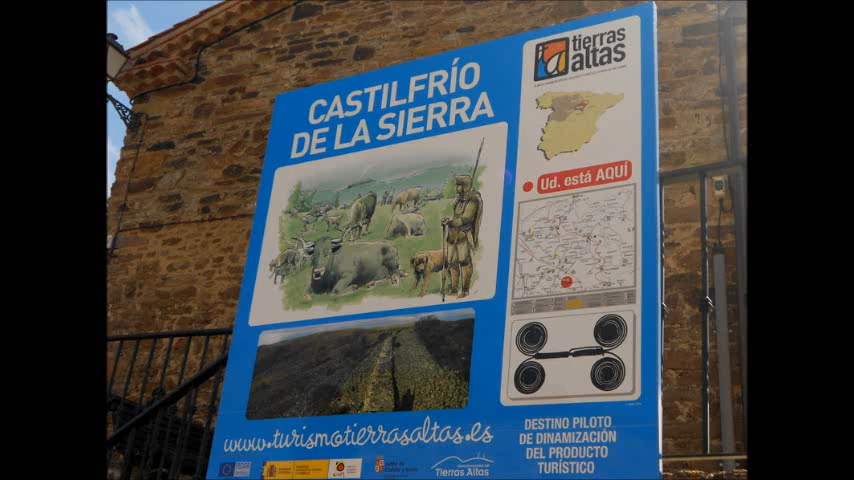 CASTILFRÍO
DE LA SIERRA
tierras
altas
Ud. está AQUÍ
www.turismotierrasaltas.es
DESTINO PILOTO
DE DINAMIZACIÓN
DEL PRODUCTO
TURÍSTICO
Tierras Altas